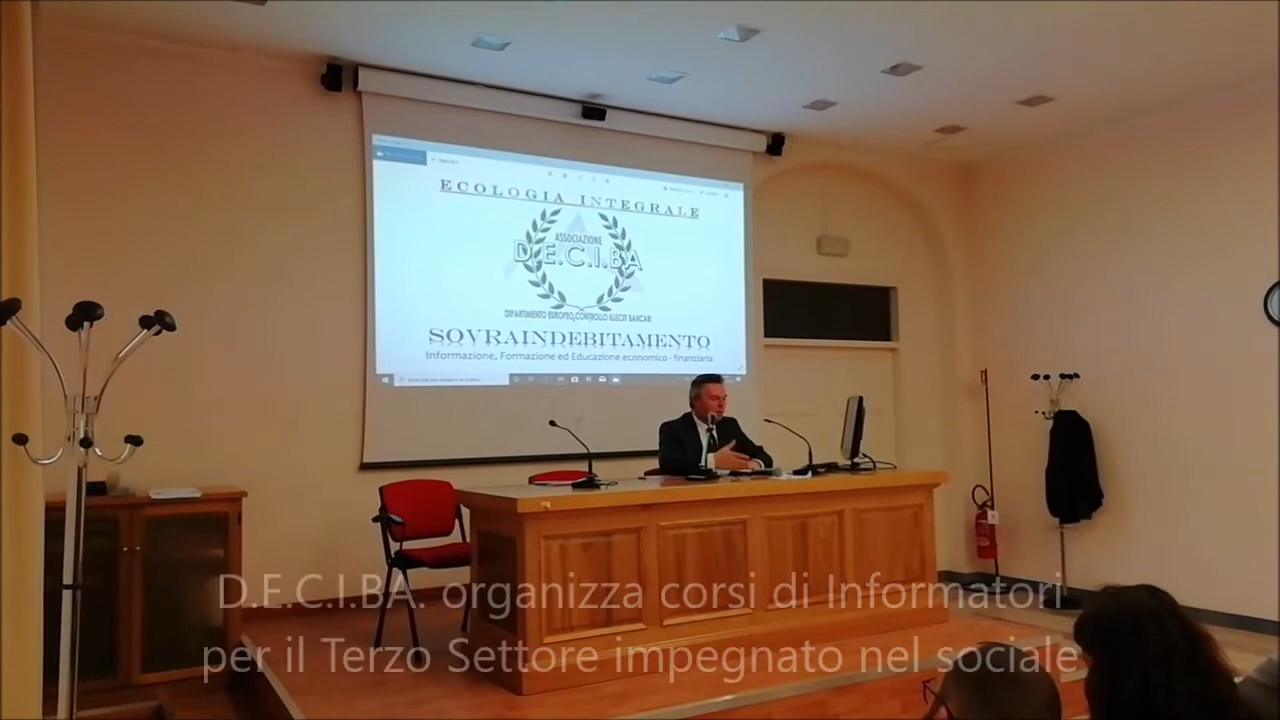 ECOLOGIA INTEGRALE
ASSOCIAZIONE
D.E.C.I.BA
DIPARTIMENTO EUROPEO CONTROLLO ILLECITI BANCARI
SOVRAINDEBITAMENTO
Informazione, Formazione ed Educazione economico - finanziaria
D.E.C.I.BA. organizza corsi di Informatori
per il Terzo Settore impegnato nel sociale